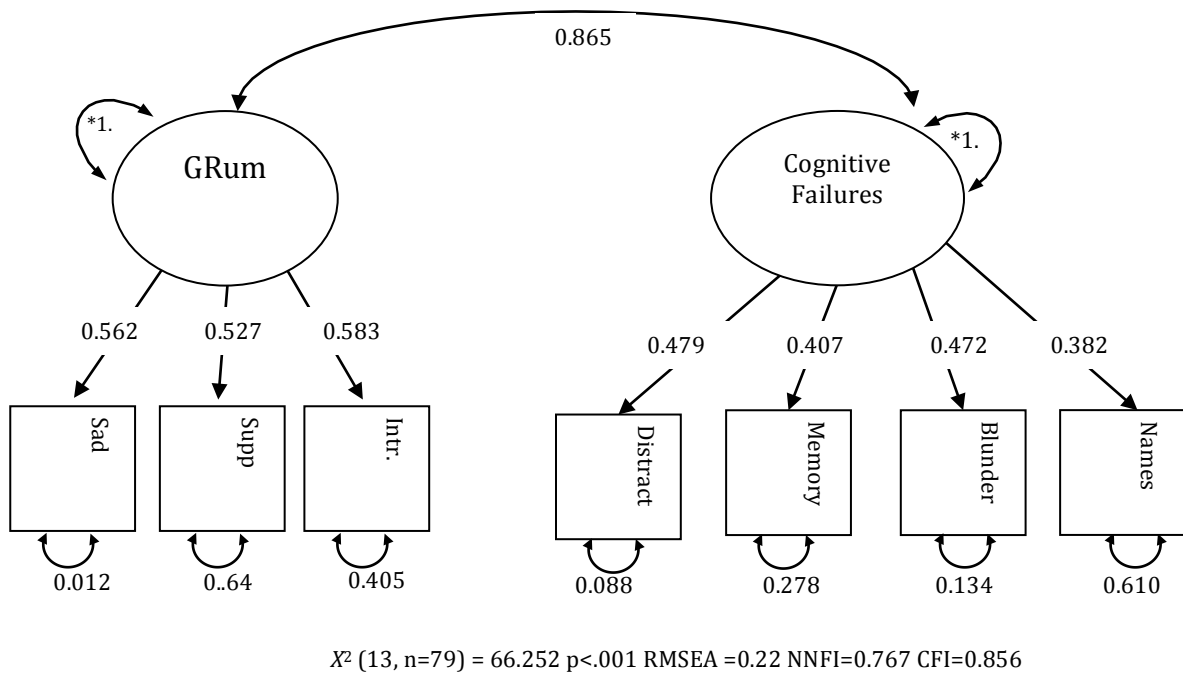 0.865
*1.
GRum
*1.
Cognitive
Failures
0.562
0.527
0.583
0.479
0.407
0.472
0.382
Sad
Supp
Intr.
Distract
Memory
Blunder
Names
0.012
0..64
0.405
0.088
0.278
0.134
0.610
X² (13, n=79) = 66.252 p<.001 RMSEA =0.22 NNFI=0.767 CFI=0.856